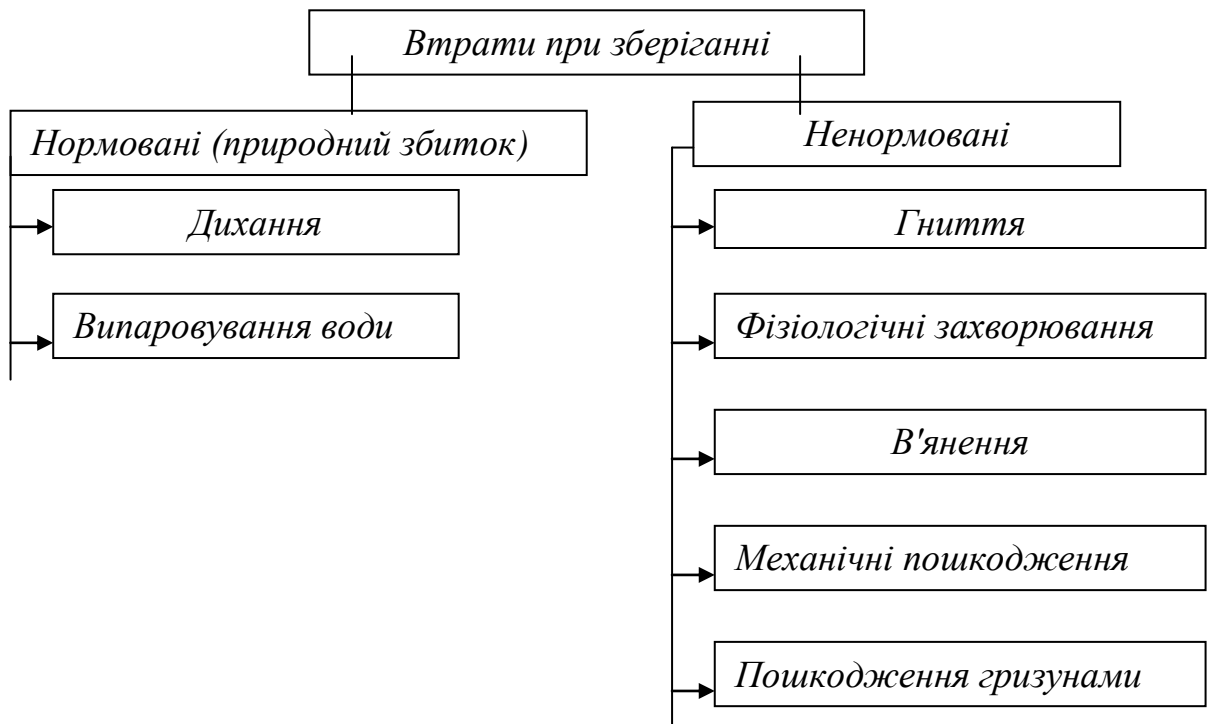 Втрати при зберіганні
Нормовані (природний збиток)
Дихання
Випаровування води
Ненормовані
Гниття
Фізіологічні захворювання
В'янення
Механічні пошкодження
Пошкодження гризунами